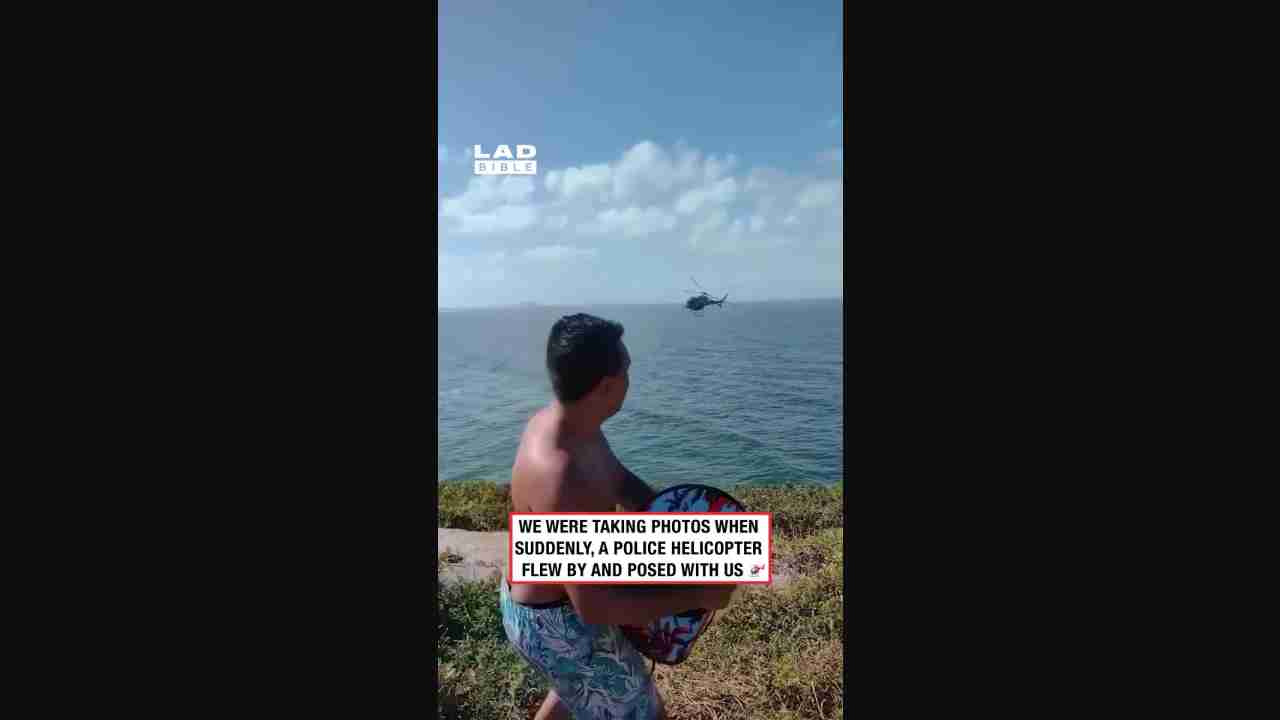 LAD
BIBLE
WE WERE TAKING PHOTOS WHEN
SUDDENLY, A POLICE HELICOPTER
FLEW BY AND POSED WITH US 🚁